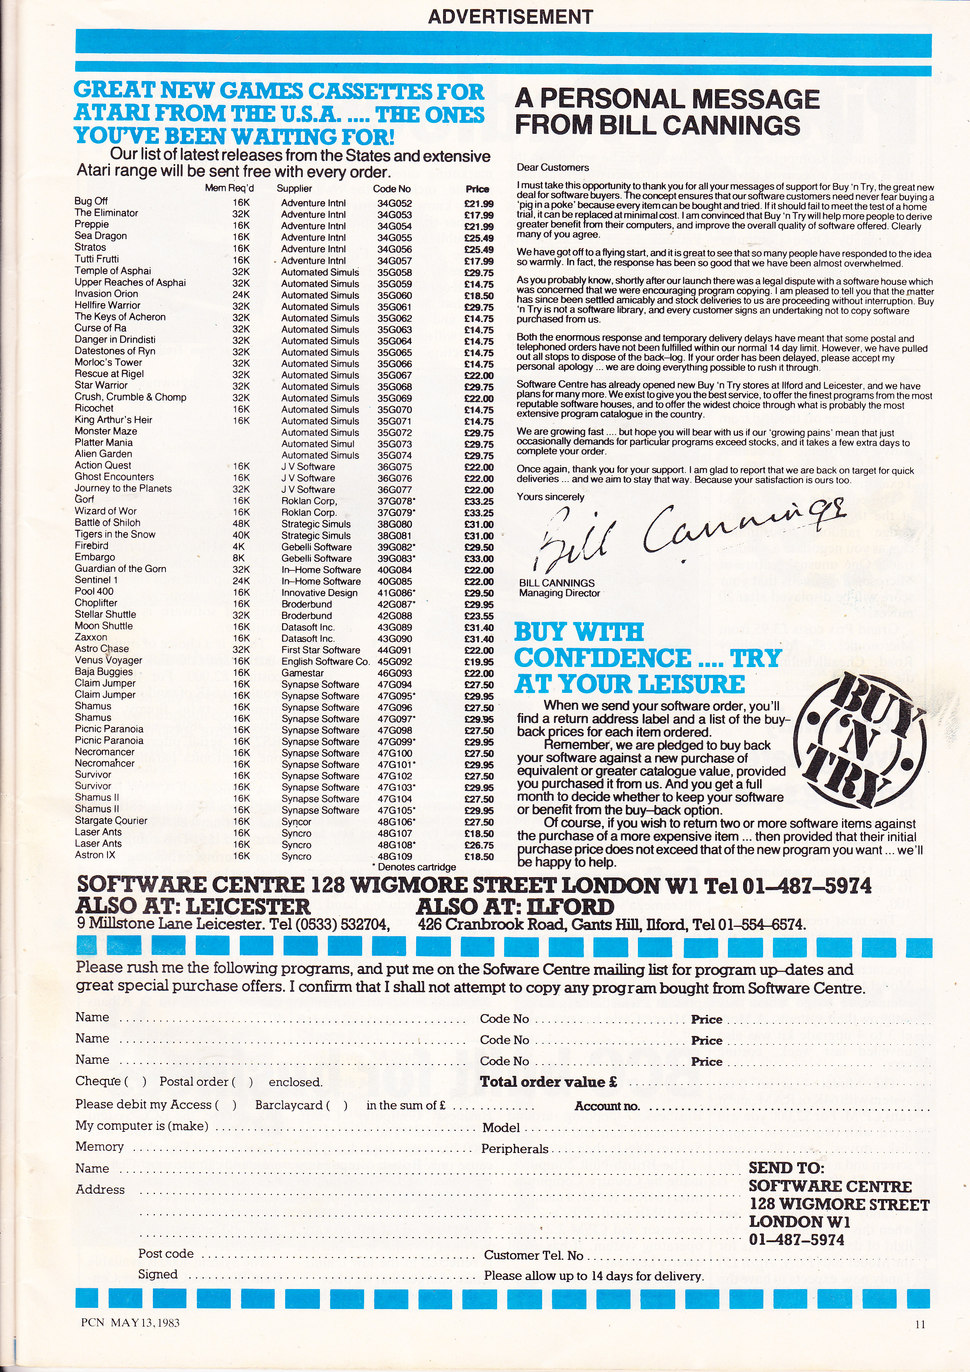 ADVERTISEMENT
GREAT NEW GAMES CASSETTES FOR
ATARI FROM THE U.S.A. .... THE ONES
YOU'VE BEEN WAITING FOR!
Our list of latest releases from the States and extensive
Atari range will be sent free with every order.
Mem Req'd Supplier Code No Price
Bug Off 16K Adventure Intnl 34G052 £21.99
The Eliminator 32K Adventure Intnl 34G053 £17.99
Preppie 16K Adventure Intnl 34G054 £21.99
Sea Dragon 16K Adventure Intnl 34G055 £25.49
Stratos 16K Adventure Intnl 34G056 £25.49
Tutti Frutti 16K Adventure Intnl 34G057 £17.99
Temple of Asphai 32K Automated Simuls 35G058 £29.75
Upper Reaches of Asphai 32K Automated Simuls 35G059 £14.75
Invasion Orion 24K Automated Simuls 35G060 £18.50
Hellfire Warrior 32K Automated Simuls 35G061 £29.75
The Keys of Acheron 32K Automated Simuls 35G062 £14.75
Curse of Ra 32K Automated Simuls 35G063 £14.75
Danger in Drindisti 32K Automated Simuls 35G064 £14.75
Datestones of Ryn 32K Automated Simuls 35G065 £14.75
Morloc's Tower 32K Automated Simuls 35G066 £14.75
Rescue at Rigel 32K Automated Simuls 35G067 £22.00
Star Warrior 32K Automated Simuls 35G068 £29.75
Crush, Crumble & Chomp 32K Automated Simuls 35G069 £22.00
Ricochet 16K Automated Simuls 35G070 £14.75
King Arthur's Heir 16K Automated Simuls 35G071 £14.75
Monster Maze Automated Simuls 35G072 £29.75
Platter Mania Automated Simul 35G073 £29.75
Alien Garden Automated Simuls 35G074 £29.75
Action Quest 16K J V Software 36G075 £22.00
Ghost Encounters 16K J V Software 36G076 £22.00
Journey to the Planets 32K J V Software 36G077 £22.00
Gorf 16K Roklan Corp, 37G078* £33.25
Wizard of Wor 16K Roklan Corp. 37G079* £33.25
Battle of Shiloh 48K Strategic Simuls 38G080 £31.00
Tigers in the Snow 40K Strategic Simuls 38G081 £31.00
Firebird 4K Gebelli Software 39G082* £29.50
Embargo 8K Gebelli Software 39G083* £33.00
Guardian of the Gorn 32K In–Home Software 40G084 £22.00
Sentinel 1 24K In–Home Software 40G085 £22.00
Pool 400 16K Innovative Design 41G086* £29.50
Choplifter 16K Broderbund 42G087* £29.95
Stellar Shuttle 32K Broderbund 42G088 £23.55
Moon Shuttle 16K Datasoft Inc. 43G089 £31.40
Zaxxon 16K Datasoft Inc. 43G090 £31.40
Astro Chase 32K First Star Software 44G091 £22.00
Venus Voyager 16K English Software Co. 45G092 £19.95
Baja Buggies 16K Gamestar 46G093 £22.00
Claim Jumper 16K Synapse Software 47G094 £27.50
Claim Jumper 16K Synapse Software 47G095* £29.95
Shamus 16K Synapse Software 47G096 £27.50
Shamus 16K Synapse Software 47G097* £29.95
Picnic Paranoia 16K Synapse Software 47G098 £27.50
Picnic Paranoia 16K Synapse Software 47G099* £29.95
Necromancer 16K Synapse Software 47G100 £27.50
Necromancer 16K Synapse Software 47G101* £29.95
Survivor 16K Synapse Software 47G102 £27.50
Survivor 16K Synapse Software 47G103* £29.95
Shamus II 16K Synapse Software 47G104 £27.50
Shamus II 16K Synapse Software 47G105* £29.95
Stargate Courier 16K Syncor 48G106* £27.50
Laser Ants 16K Syncro 48G107 £18.50
Laser Ants 16K Syncro 48G108* £26.75
Astron IX 16K Syncro 48G109 £18.50
* Denotes cartridge
A PERSONAL MESSAGE
FROM BILL CANNINGS
Dear Customers
I must take this opportunity to thank you for all your messages of support for Buy 'n Try, the great new
deal for software buyers. The concept ensures that our software customers need never fear buying a
'pig in a poke' because every item can be bought and tried. If it should fail to meet the test of a home
trial, it can be replaced at minimal cost. I am convinced that Buy 'n Try will help more people to derive
greater benefit from their computers, and improve the overall quality of software offered. Clearly
many of you agree.
We have got off to a flying start, and it is great to see that so many people have responded to the idea
so warmly. In fact, the response has been so good that we have been almost overwhelmed.
As you probably know, shortly after our launch there was a legal dispute with a software house which
was concerned that we were encouraging program copying. I am pleased to tell you that the matter
has since been settled amicably and stock deliveries to us are proceeding without interruption. Buy
'n Try is not a software library, and every customer signs an undertaking not to copy software
purchased from us.
Both the enormous response and temporary delivery delays have meant that some postal and
telephoned orders have not been fulfilled within our normal 14 day limit. However, we have pulled
out all stops to dispose of the back–log. If your order has been delayed, please accept my
personal apology ... we are doing everything possible to rush it through.
Software Centre has already opened new Buy 'n Try stores at Ilford and Leicester, and we have
plans for many more. We exist to give you the best service, to offer the finest programs from the most
reputable software houses, and to offer the widest choice through what is probably the most
extensive program catalogue in the country.
We are growing fast .... but hope you will bear with us if our 'growing pains' mean that just
occasionally demands for particular programs exceed stocks, and it takes a few extra days to
complete your order.
Once again, thank you for your support. I am glad to report that we are back on target for quick
deliveries ... and we aim to stay that way. Because your satisfaction is ours too.
Yours sincerely
Bill Cannings
BILL CANNINGS
Managing Director
BUY WITH
CONFIDENCE .... TRY
AT YOUR LEISURE
When we send your software order, you'll
find a return address label and a list of the buy–
back prices for each item ordered.
Remember, we are pledged to buy back
your software against a new purchase of
equivalent or greater catalogue value, provided
you purchased it from us. And you get a full
month to decide whether to keep your software
or benefit from the buy–back option.
Of course, if you wish to return two or more software items against
the purchase of a more expensive item ... then provided that their initial
purchase price does not exceed that of the new program you want ... we'll
be happy to help.
BUY
'N
TRY
SOFTWARE CENTRE 128 WIGMORE STREET LONDON W1 Tel 01–487–5974
ALSO AT: LEICESTER ALSO AT: ILFORD
9 Millstone Lane Leicester. Tel (0533) 532704, 426 Cranbrook Road, Gants Hill, Ilford, Tel 01–554–6574.
Please rush me the following programs, and put me on the Sofware Centre mailing list for program up–dates and
great special purchase offers. I confirm that I shall not attempt to copy any program bought from Software Centre.
Name Code No Price
Name Code No Price
Name Code No Price
Cheque ( ) Postal order ( ) enclosed. Total order value £
Please debit my Access ( ) Barclaycard ( ) in the sum of £ Account no.
My computer is (make) Model
Memory Peripherals
Name
Address
SEND TO:
SOFTWARE CENTRE
128 WIGMORE STREET
LONDON W1
01–487–5974
Post code Customer Tel. No
Signed Please allow up to 14 days for delivery.
PCN MAY 13, 1983 11